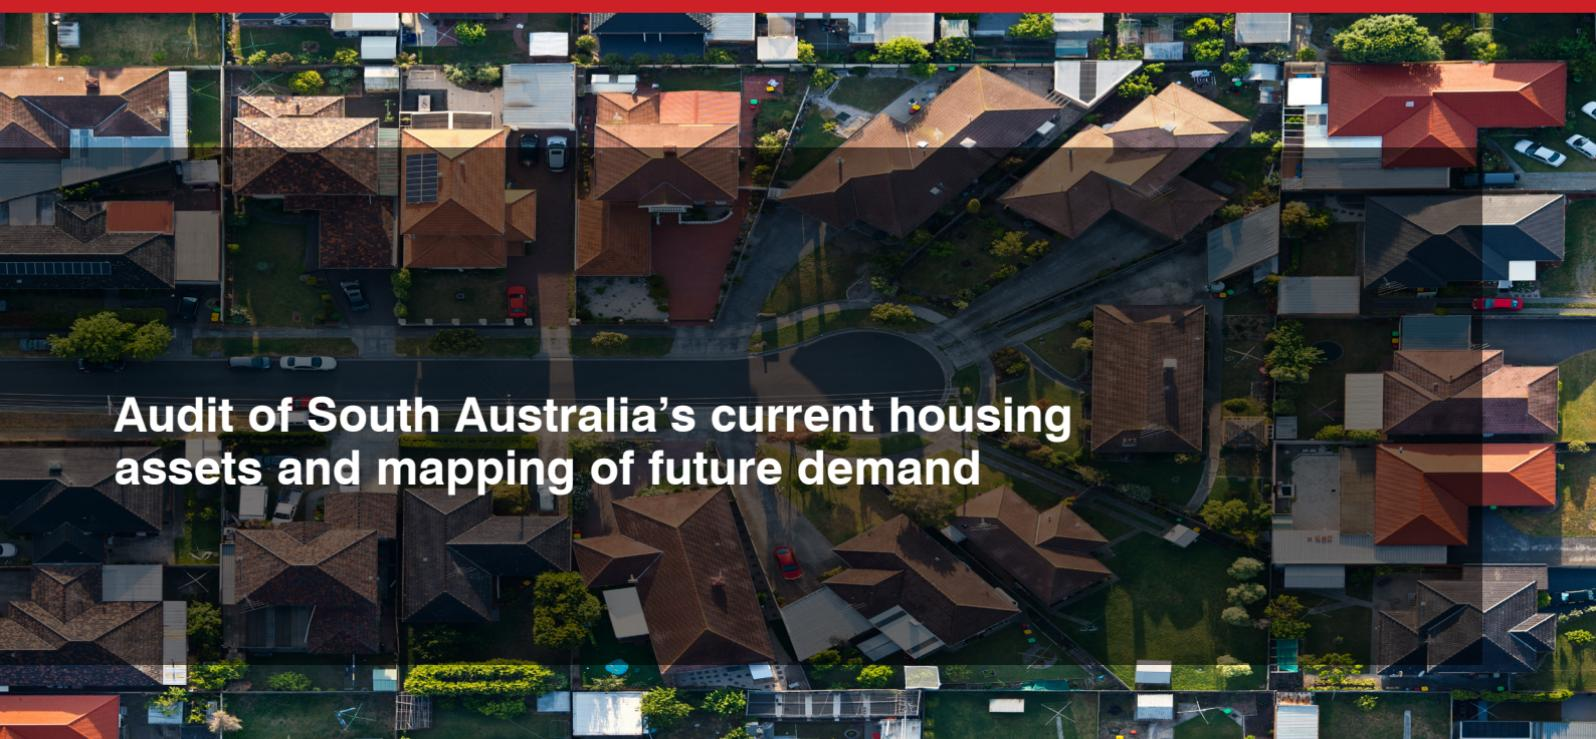 Audit of South Australia’s current housing
assets and mapping of future demand